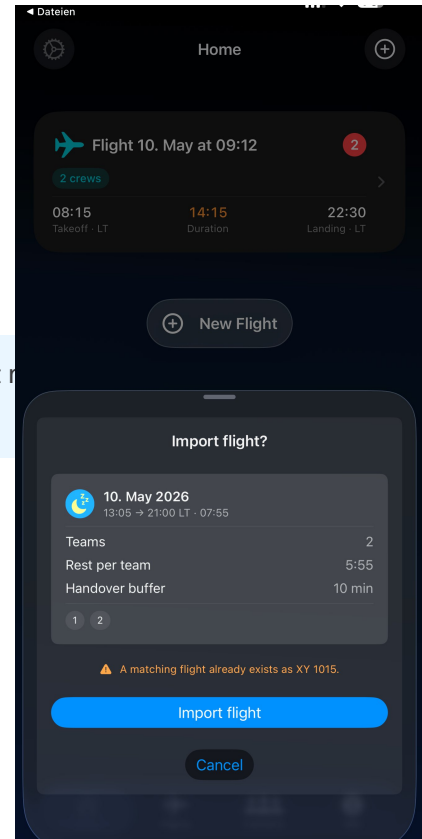 ◀ Dateien
Home
Flight 10. May at 09:12
2
2 crews
08:15
14:15
22:30
Takeoff · LT
Duration
Landing · LT
New Flight
Import flight?
10. May 2026
13:05 → 21:00 LT · 07:55
Teams 2
Rest per team 5:55
Handover buffer 10 min
1 2
A matching flight already exists as XY 1015.
Import flight
Cancel